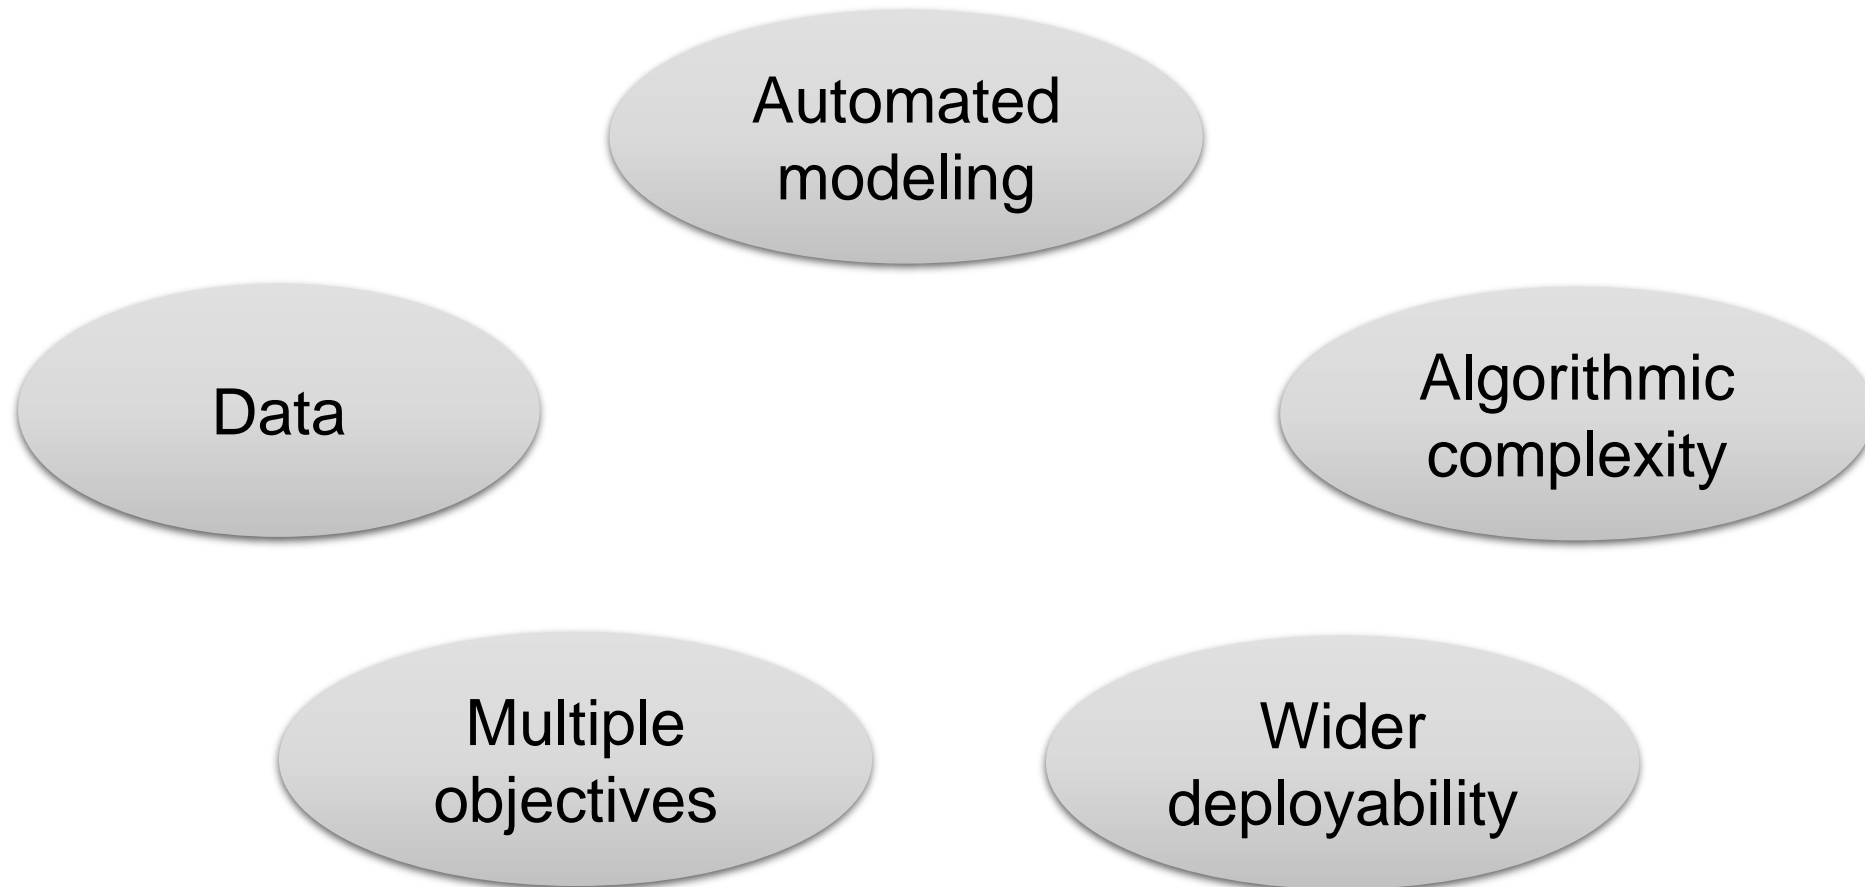 Automated
modeling
Data
Algorithmic
complexity
Multiple
objectives
Wider
deployability